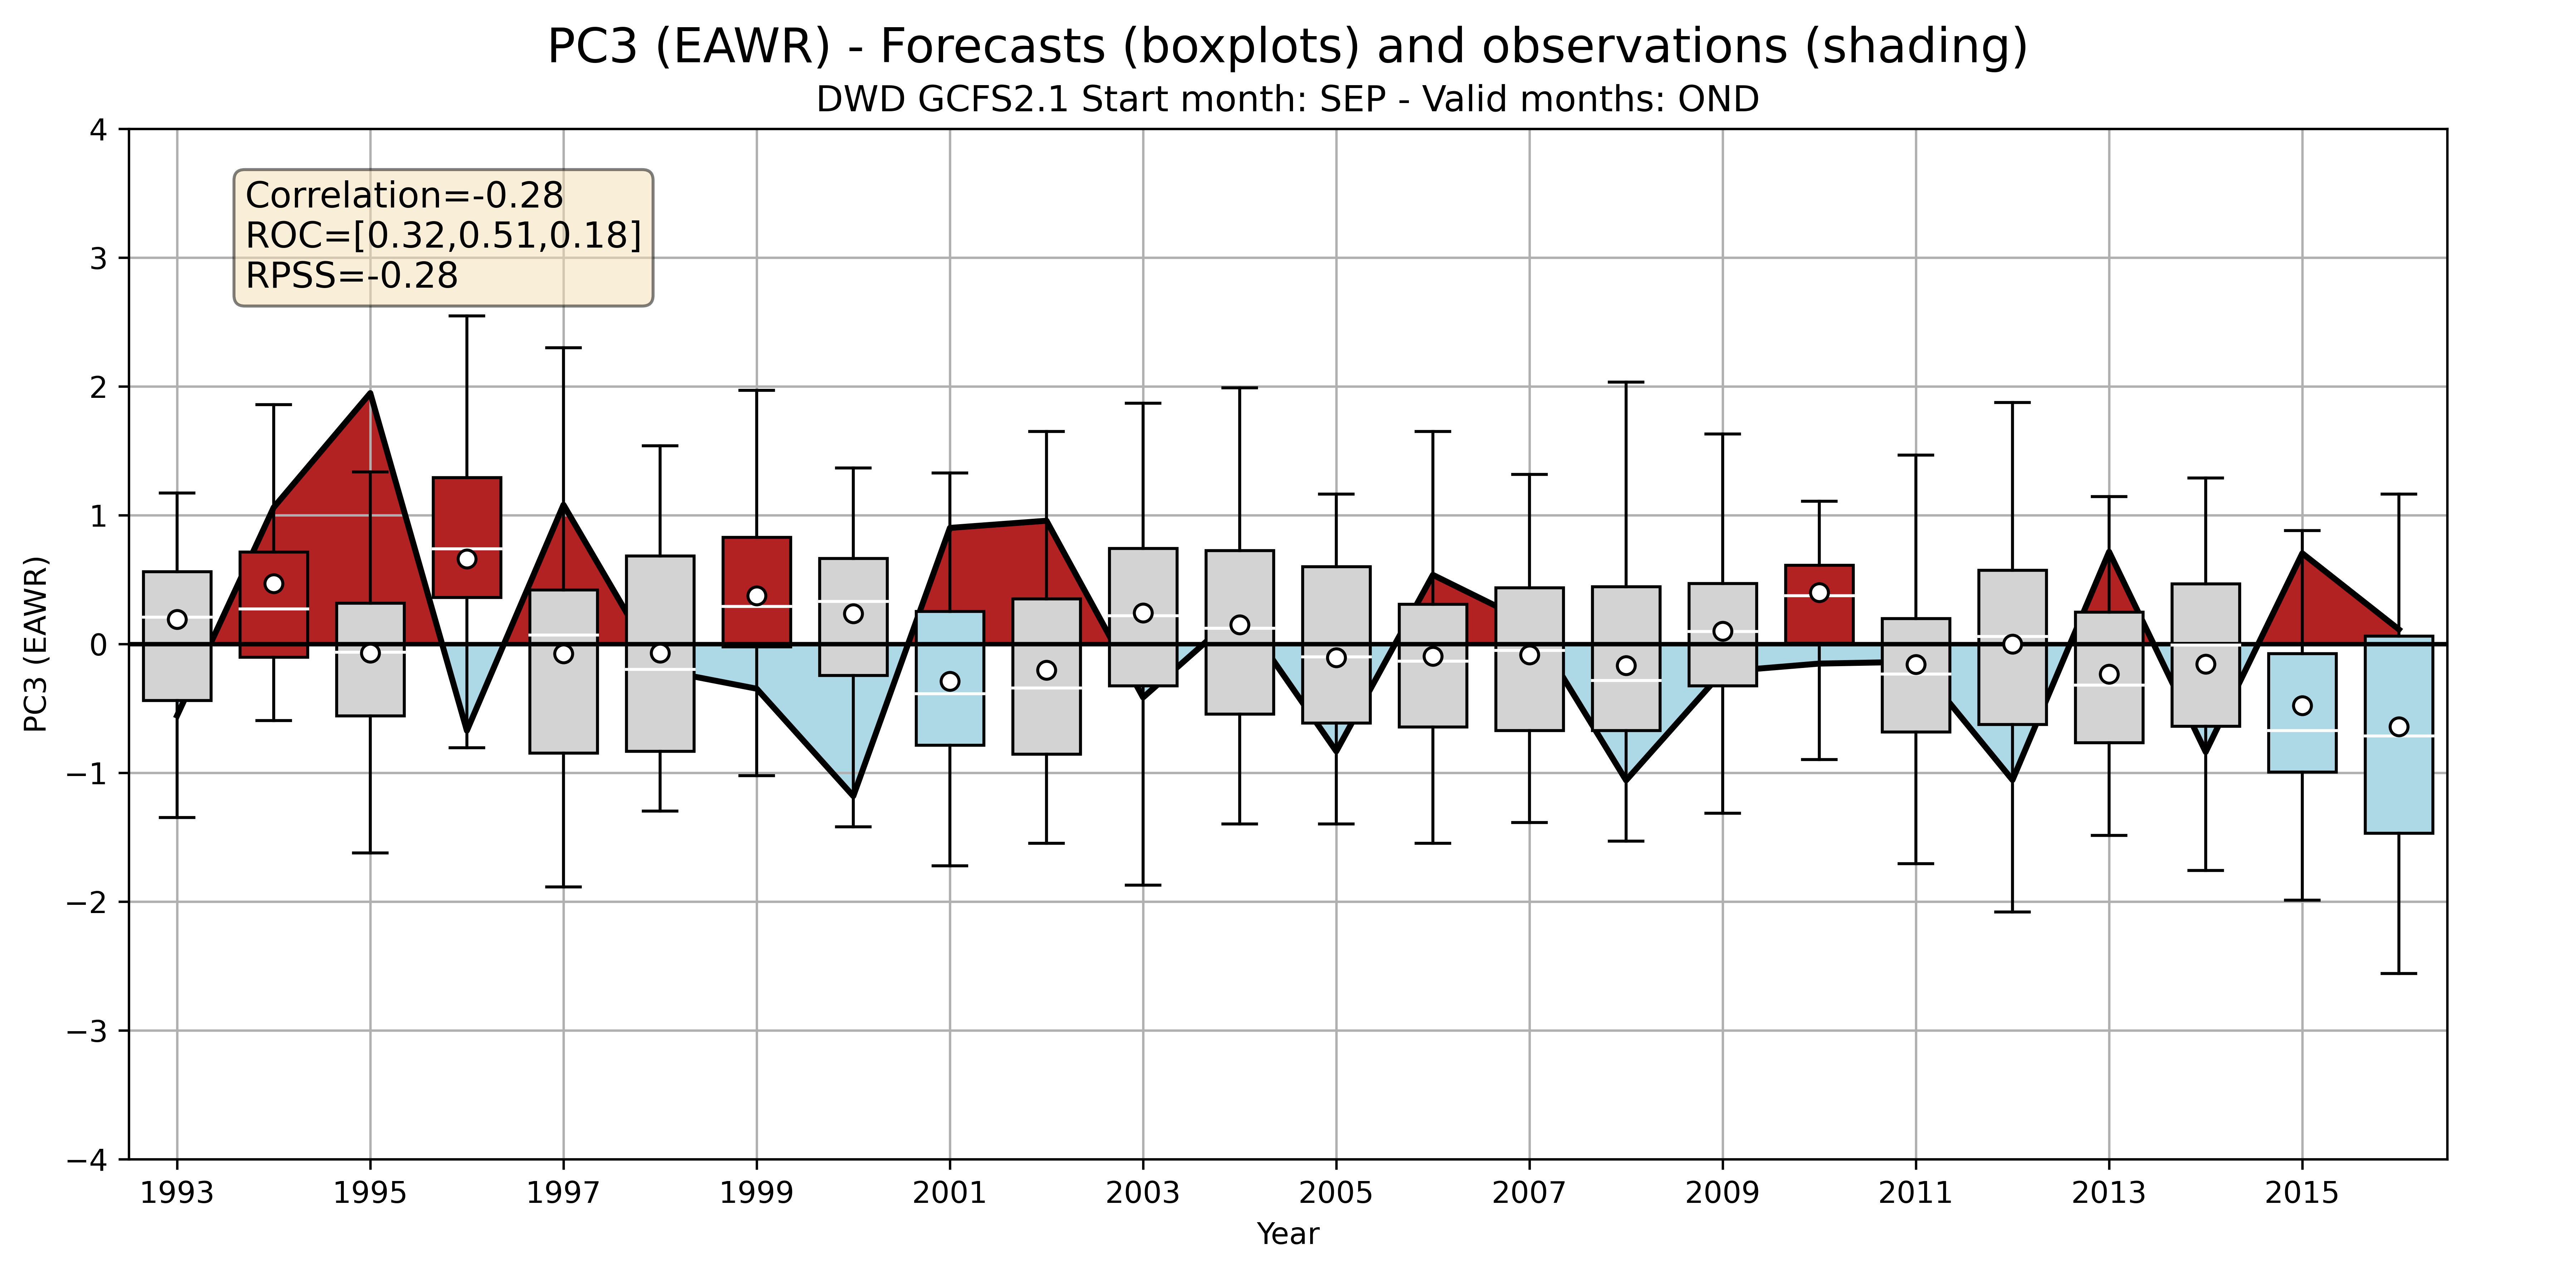 PC3 (EAWR) - Forecasts (boxplots) and observations (shading)
DWD GCFS2.1 Start month: SEP - Valid months: OND
Correlation=-0.28
ROC=[0.32,0.51,0.18]
RPSS=-0.28
PC3 (EAWR)
4
3
2
1
0
−1
−2
−3
−4
1993 1995 1997 1999 2001 2003 2005 2007 2009 2011 2013 2015
Year